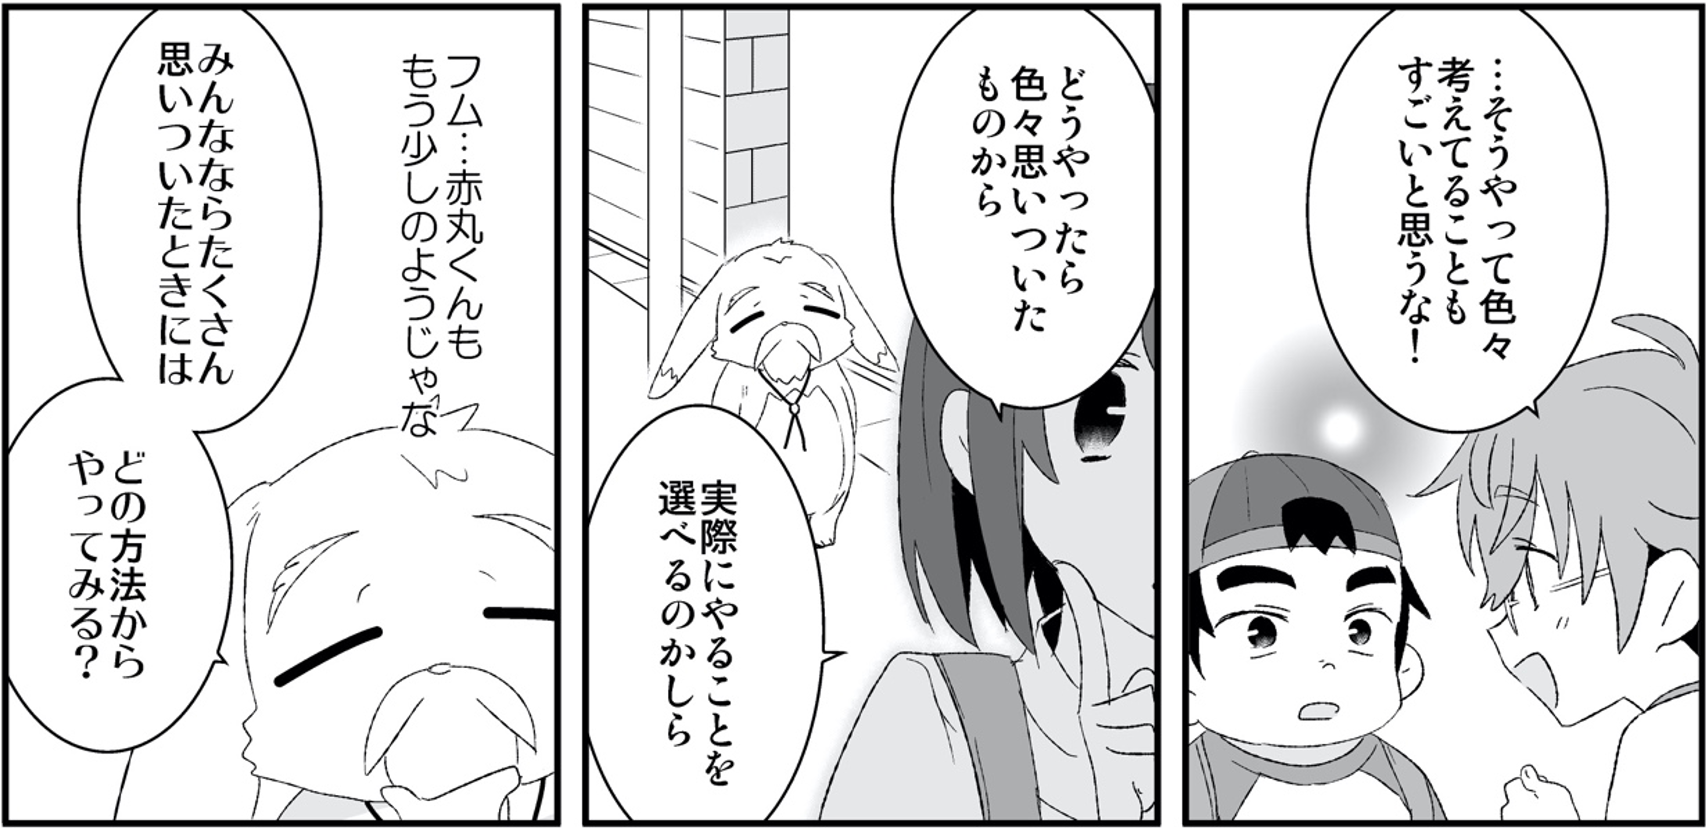 …そうやって色々
考えてることも
すごいと思うな！
どうやったら
色々思いついた
ものから
実際にやることを
選べるのかしら
フム…赤丸くんも
もう少しのようじゃな
みんなならたくさん
思いついたときには
どの方法から
やってみる？